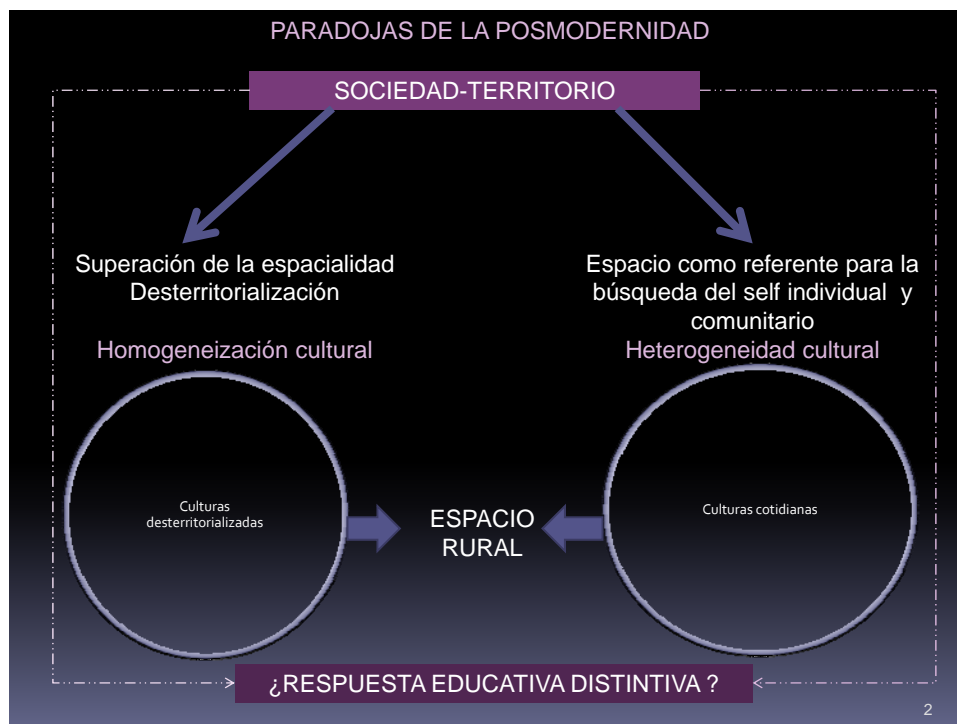 PARADOJAS DE LA POSMODERNIDAD
SOCIEDAD-TERRITORIO
Superación de la espacialidad
Desterritorialización
Homogeneización cultural
Espacio como referente para la
búsqueda del self individual y
comunitario
Heterogeneidad cultural
Culturas
desterritorializadas
ESPACIO
RURAL
Culturas cotidianas
¿RESPUESTA EDUCATIVA DISTINTIVA ?
2